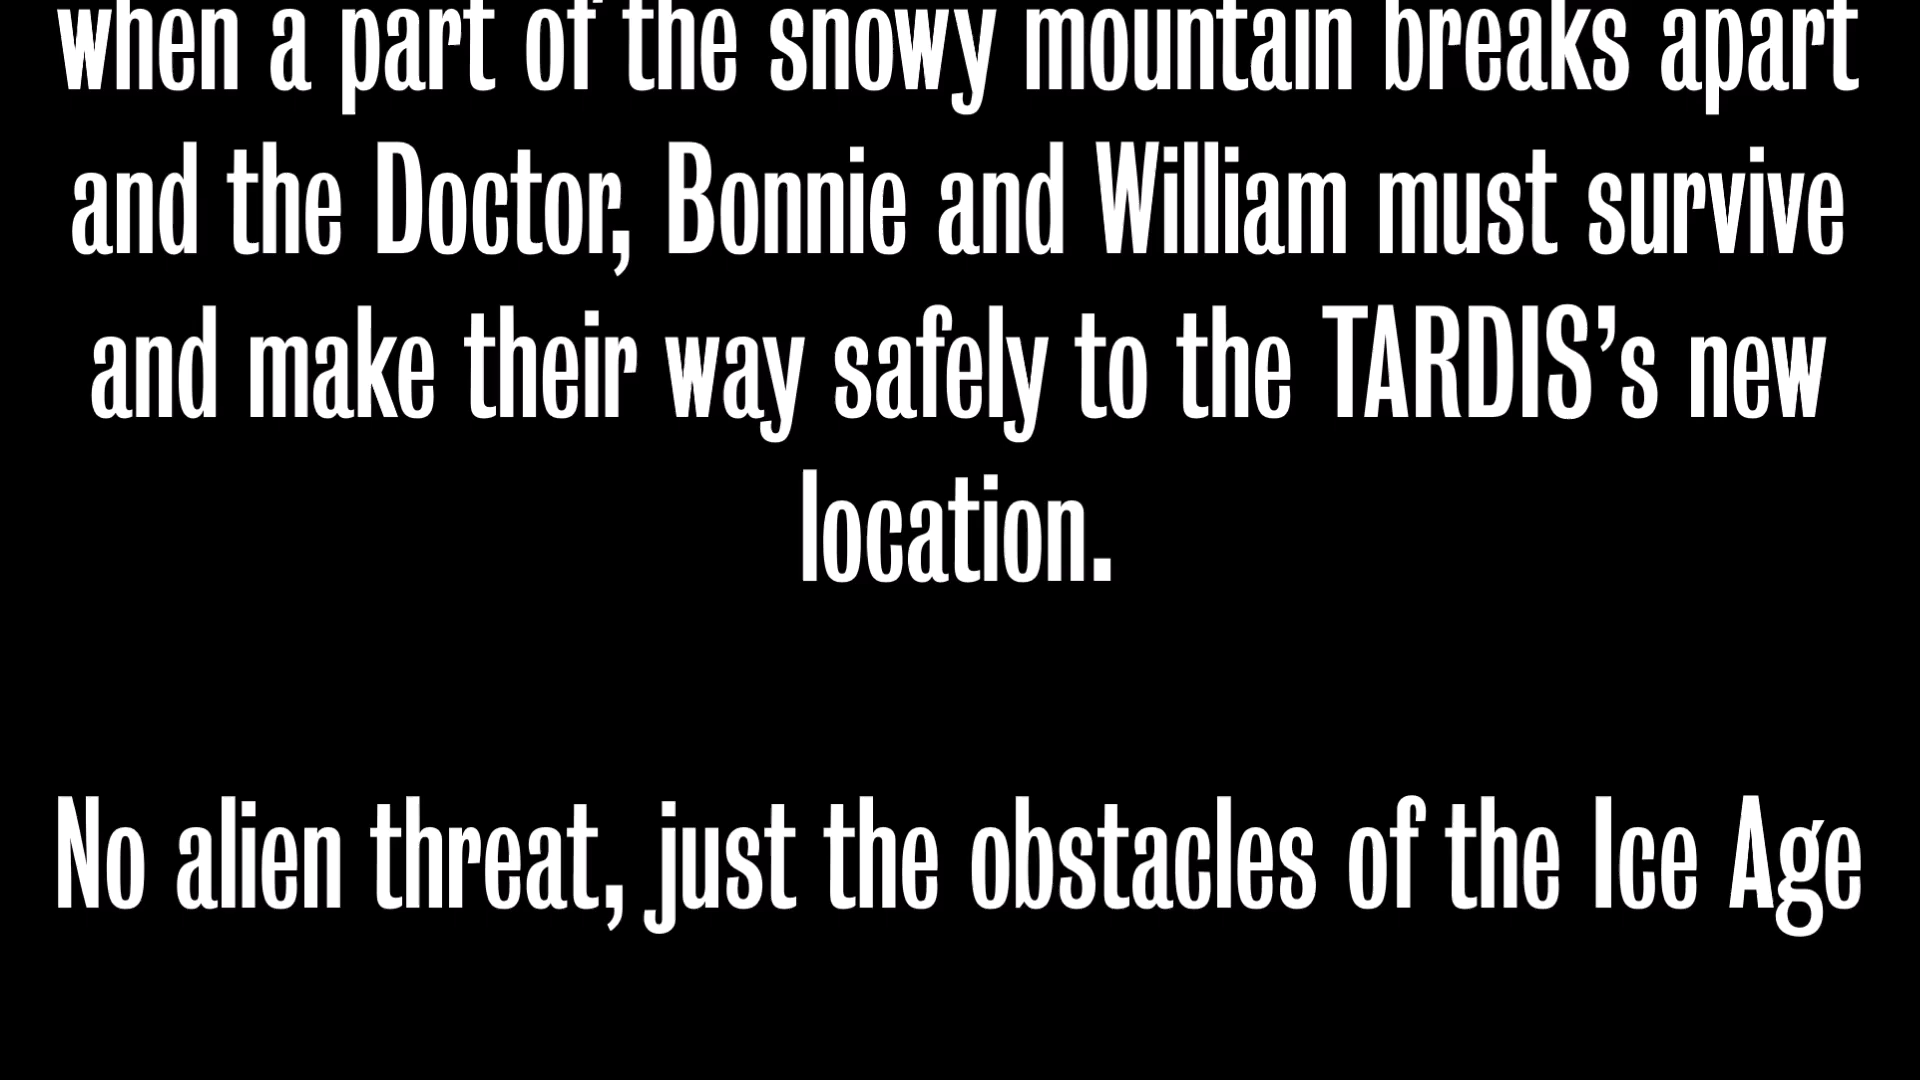 when a part of the snowy mountain breaks apart
and the Doctor, Bonnie and William must survive
and make their way safely to the TARDIS’s new
location.
No alien threat, just the obstacles of the Ice Age